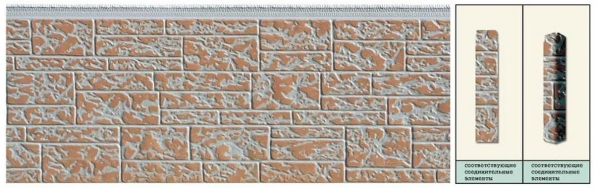 соответствующие
соединительные
элементы
соответствующие
соединительные
элементы